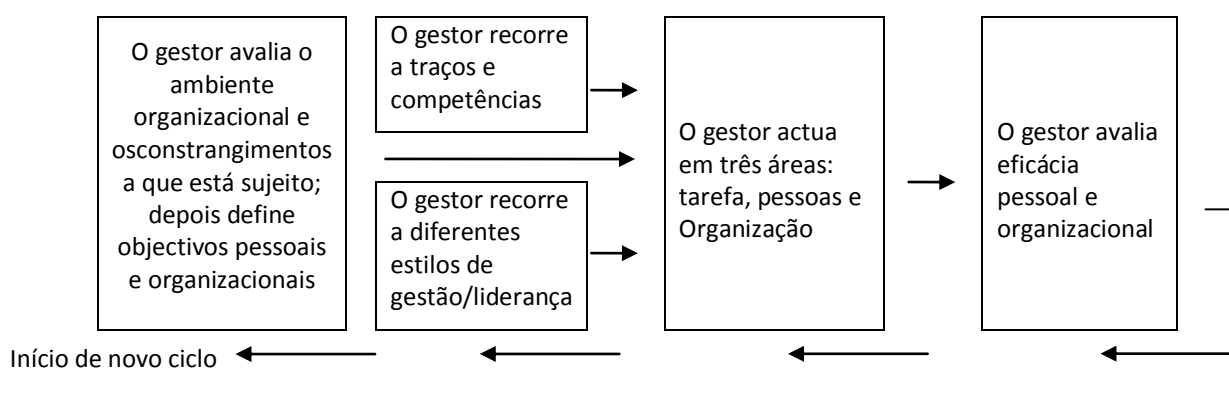 O gestor avalia o
ambiente
organizacional e
osconstrangimentos
a que está sujeito;
depois define
objectivos pessoais
e organizacionais
O gestor recorre
a traços e
competências
O gestor recorre
a diferentes
estilos de
gestão/liderança
O gestor actua
em três áreas:
tarefa, pessoas e
Organização
O gestor avalia
eficácia
pessoal e
organizacional
Início de novo ciclo